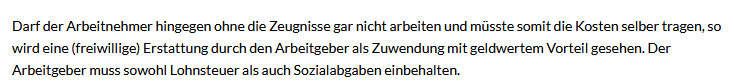 Darf der Arbeitnehmer hingegen ohne die Zeugnisse gar nicht arbeiten und müsste somit die Kosten selber tragen, so
wird eine (freiwillige) Erstattung durch den Arbeitgeber als Zuwendung mit geldwertem Vorteil gesehen. Der
Arbeitgeber muss sowohl Lohnsteuer als auch Sozialabgaben einbehalten.